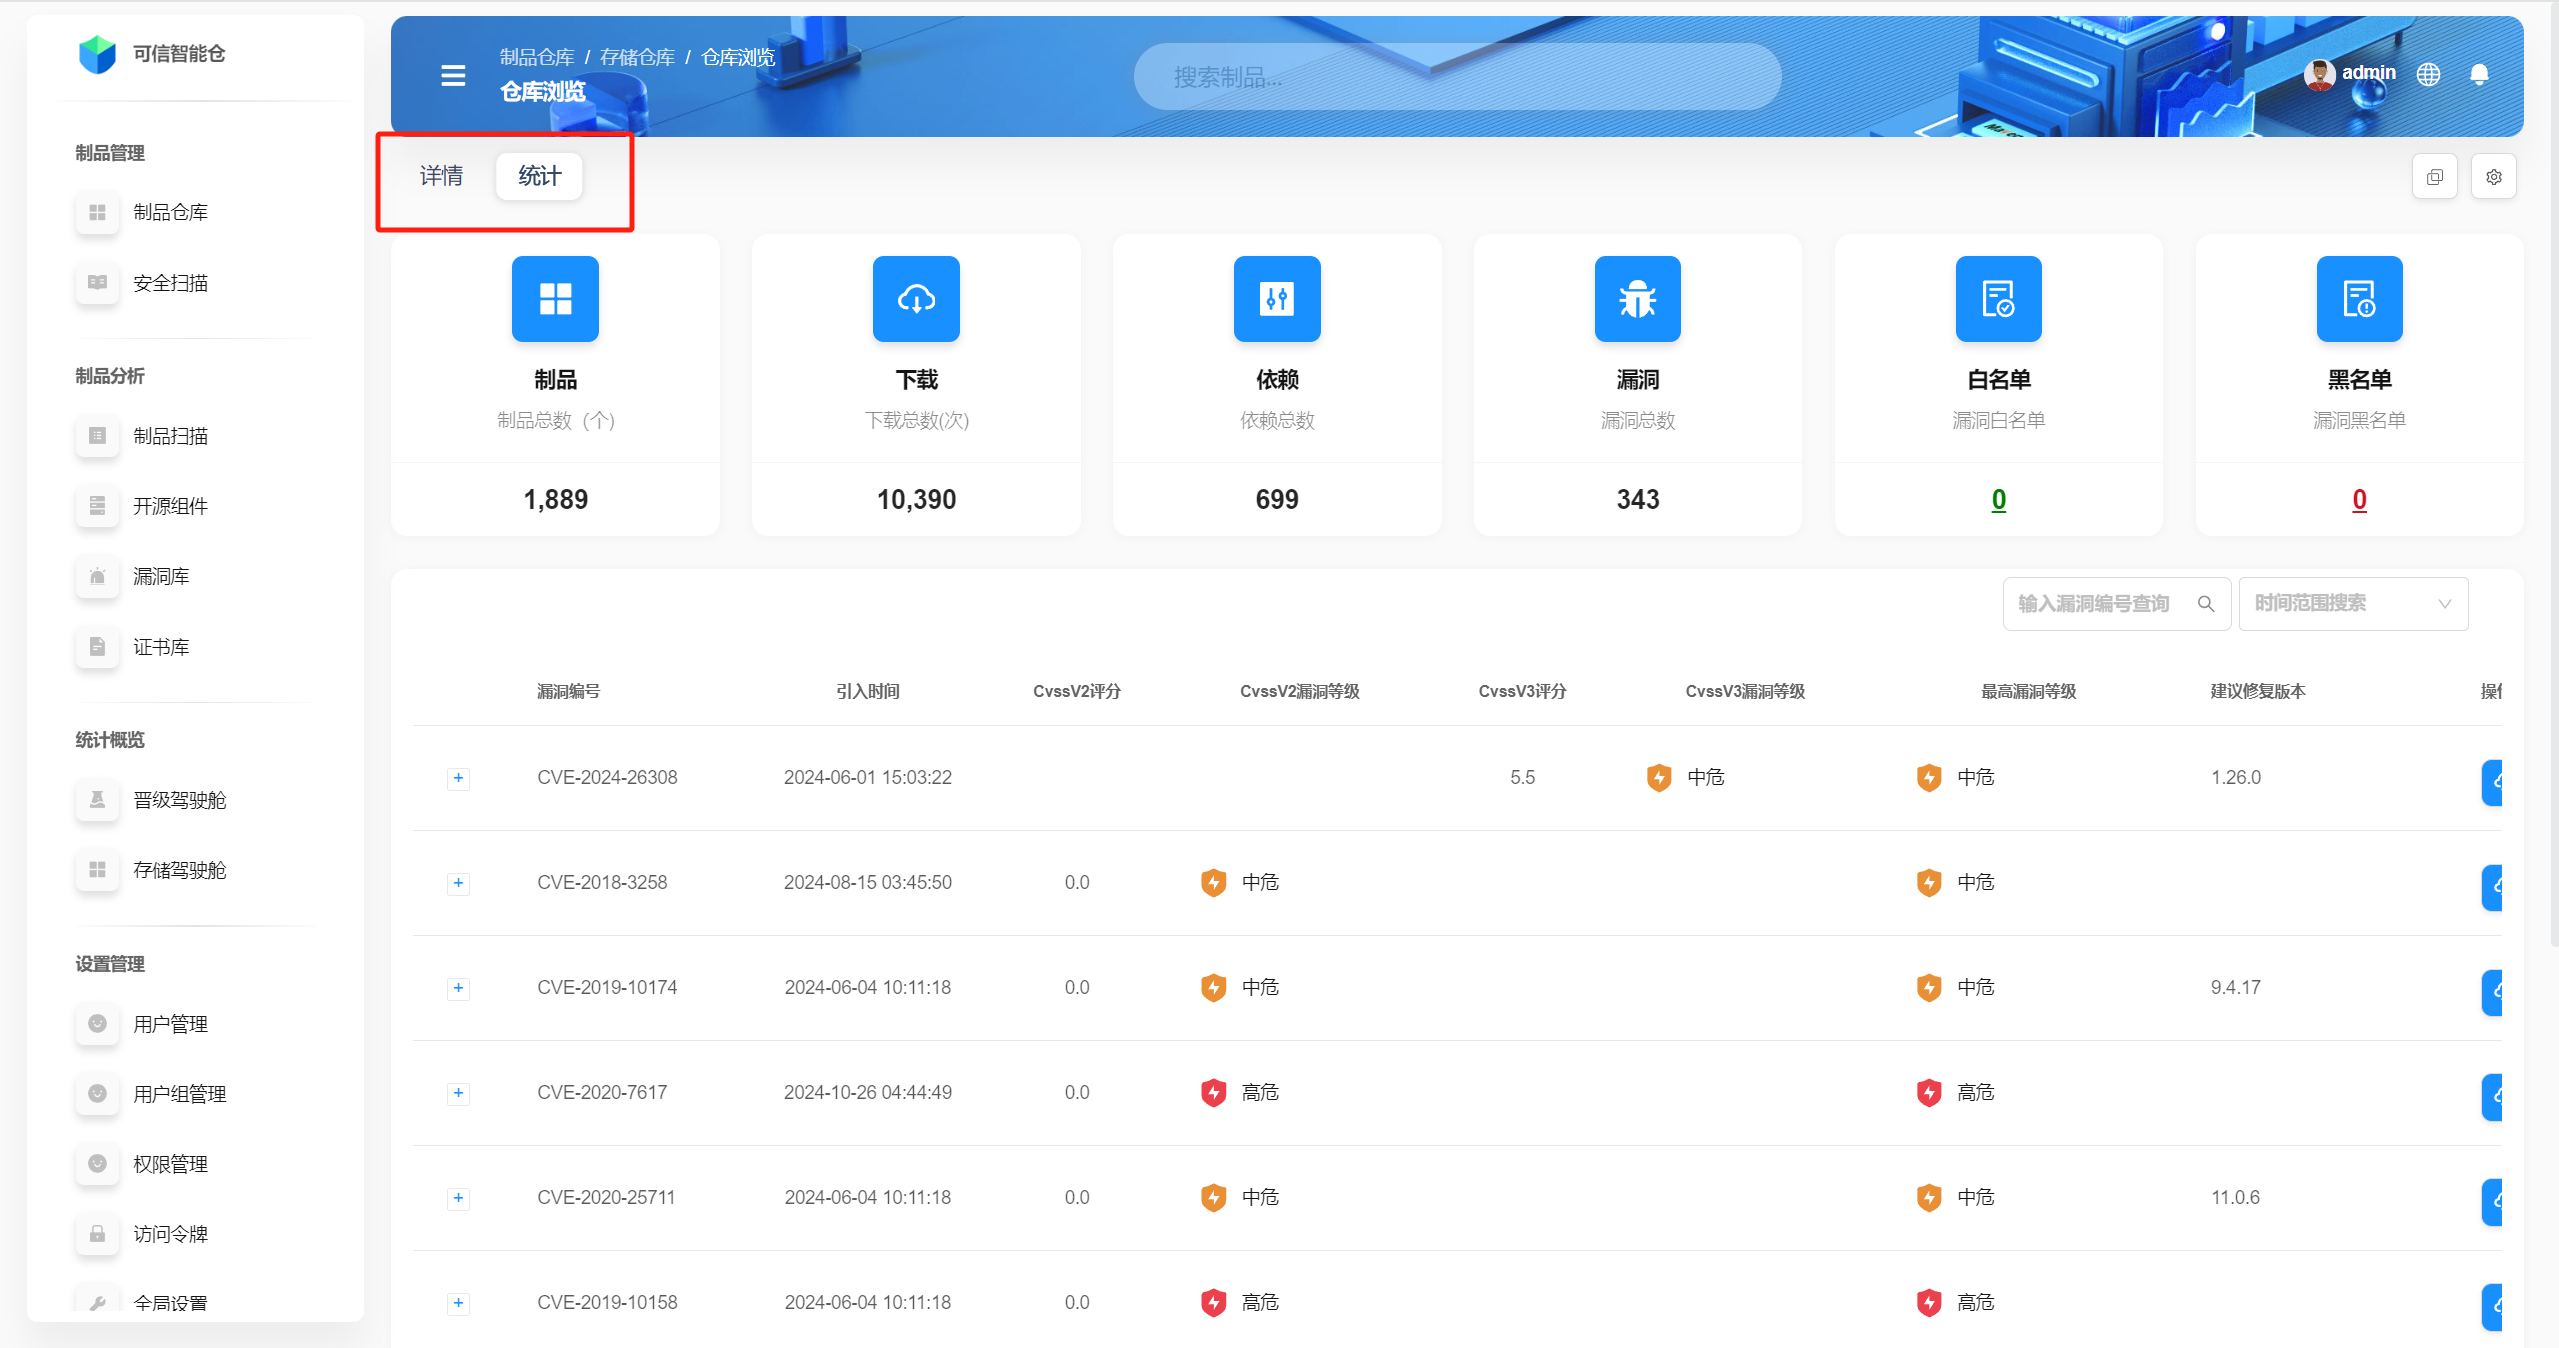 可信智能仓
制品管理
制品仓库
安全扫描
制品分析
制品扫描
开源组件
漏洞库
证书库
统计概览
晋级驾驶舱
存储驾驶舱
设置管理
用户管理
用户组管理
权限管理
访问令牌
全局设置
制品仓库 / 存储仓库 / 仓库浏览
仓库浏览
搜索制品...
admin
详情 统计
制品
制品总数（个）
1,889
下载
下载总数(次)
10,390
依赖
依赖总数
699
漏洞
漏洞总数
343
白名单
漏洞白名单
0
黑名单
漏洞黑名单
0
输入漏洞编号查询 时间范围搜索
漏洞编号 引入时间 CvssV2评分 CvssV2漏洞等级 CvssV3评分 CvssV3漏洞等级 最高漏洞等级 建议修复版本 操
CVE-2024-26308 2024-06-01 15:03:22 5.5 中危 中危 1.26.0
CVE-2018-3258 2024-08-15 03:45:50 0.0 中危 中危
CVE-2019-10174 2024-06-04 10:11:18 0.0 中危 中危 9.4.17
CVE-2020-7617 2024-10-26 04:44:49 0.0 高危 高危
CVE-2020-25711 2024-06-04 10:11:18 0.0 中危 中危 11.0.6
CVE-2019-10158 2024-06-04 10:11:18 0.0 高危 高危